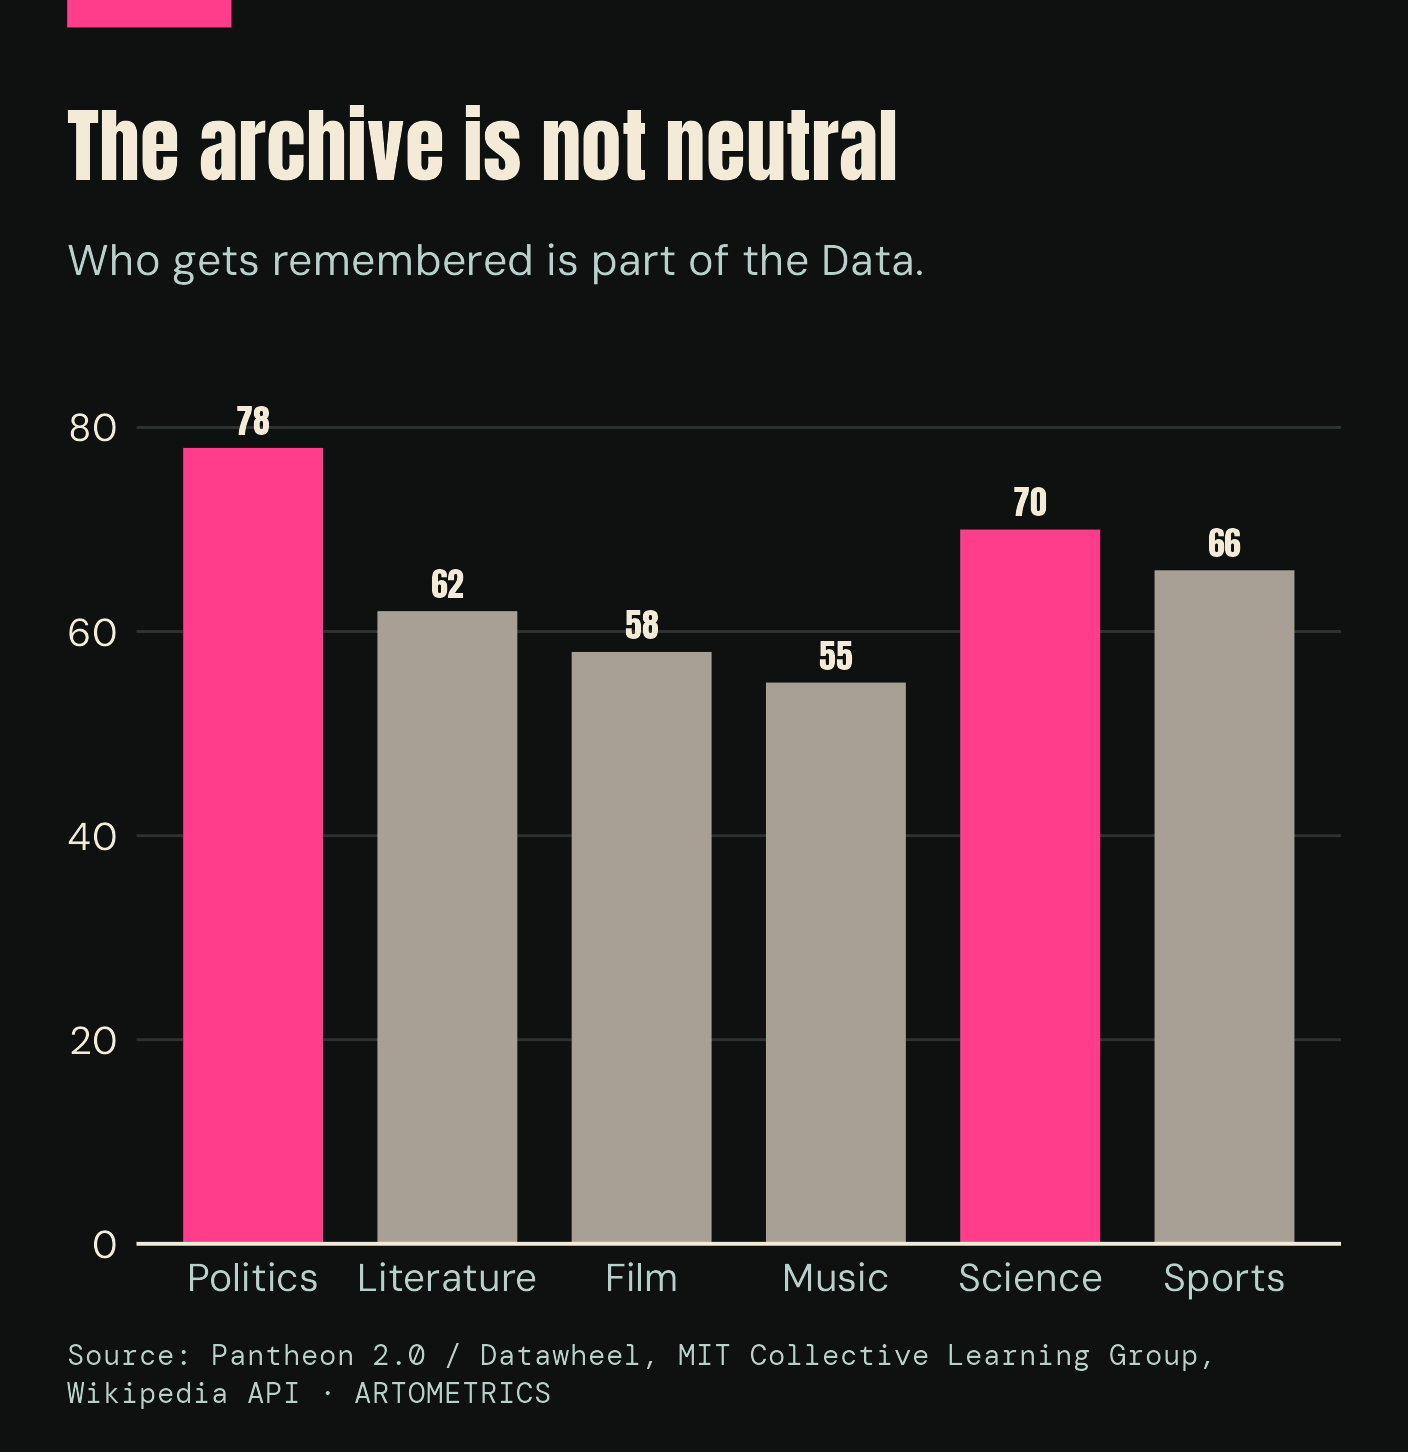 The archive is not neutral
Who gets remembered is part of the Data.
80
78
70
66
62
60
58
55
40
20
0
Politics Literature Film Music Science Sports
Source: Pantheon 2.0 / Datawheel, MIT Collective Learning Group,
Wikipedia API · ARTOMETRICS